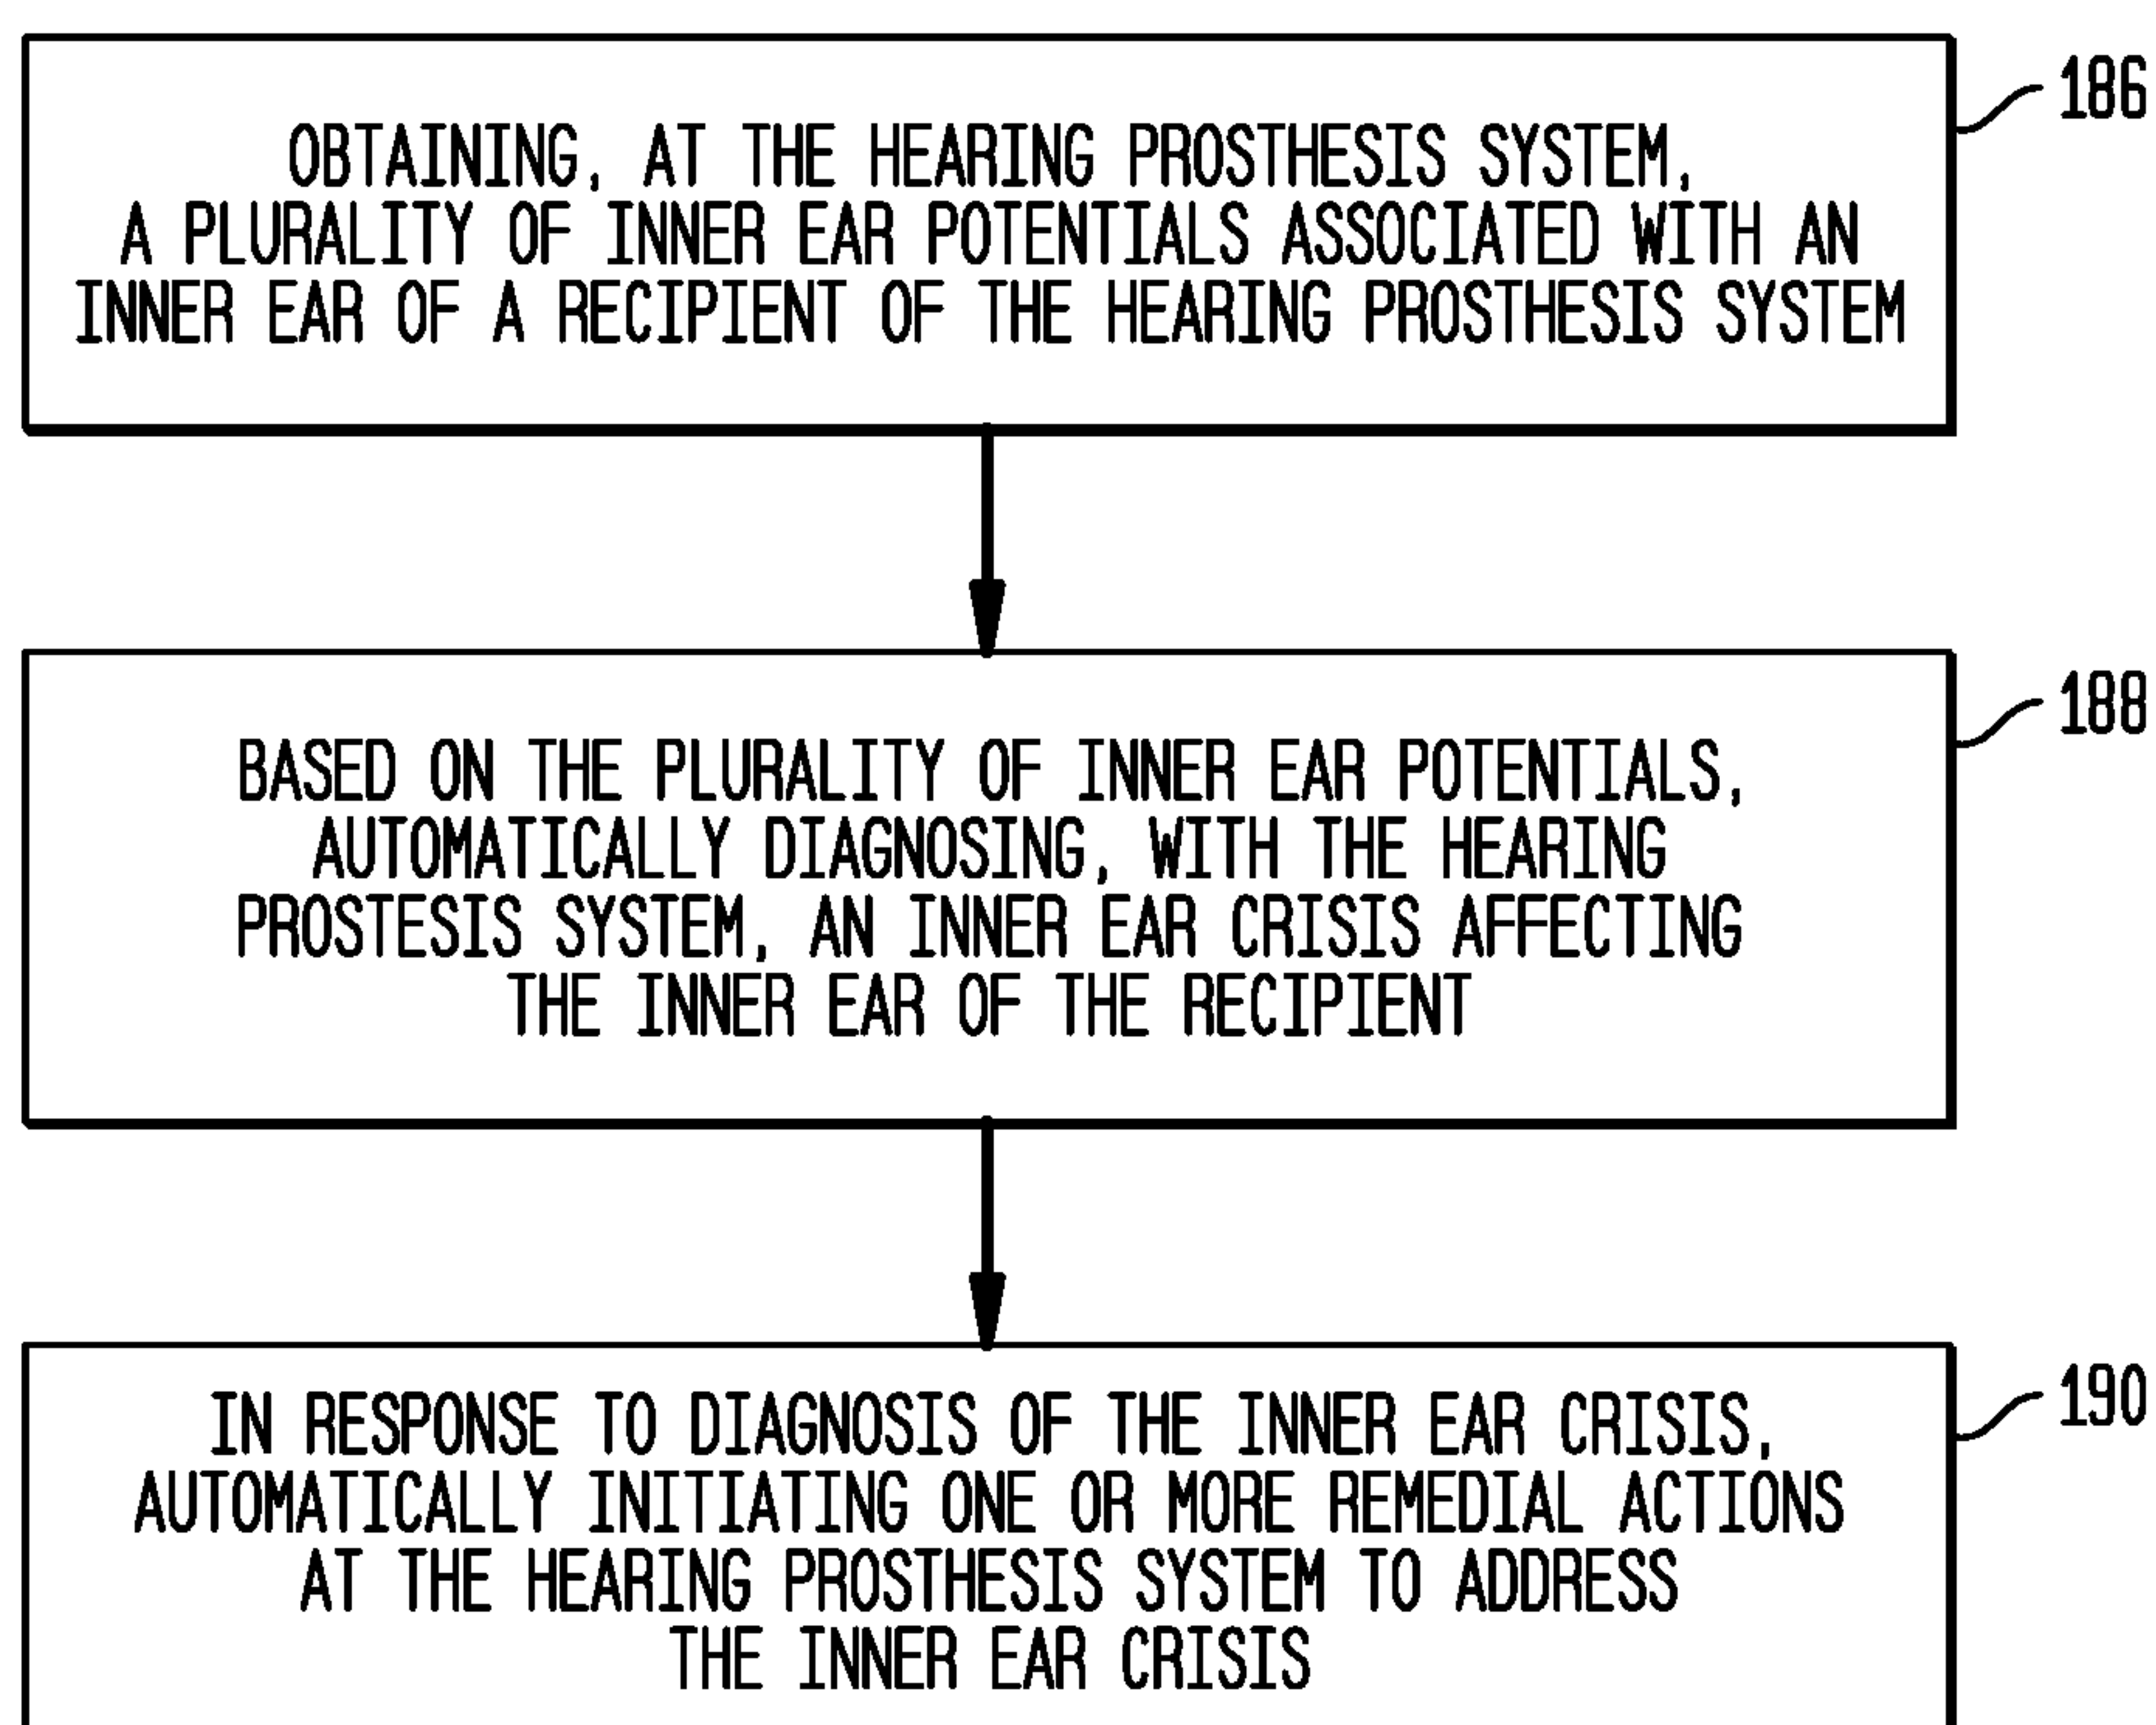 OBTAINING, AT THE HEARING PROSTHESIS SYSTEM,
A PLURALITY OF INNER EAR POTENTIALS ASSOCIATED WITH AN
INNER EAR OF A RECIPIENT OF THE HEARING PROSTHESIS SYSTEM
186
BASED ON THE PLURALITY OF INNER EAR POTENTIALS,
AUTOMATICALLY DIAGNOSING, WITH THE HEARING
PROSTESIS SYSTEM, AN INNER EAR CRISIS AFFECTING
THE INNER EAR OF THE RECIPIENT
188
IN RESPONSE TO DIAGNOSIS OF THE INNER EAR CRISIS,
AUTOMATICALLY INITIATING ONE OR MORE REMEDIAL ACTIONS
AT THE HEARING PROSTHESIS SYSTEM TO ADDRESS
THE INNER EAR CRISIS
190